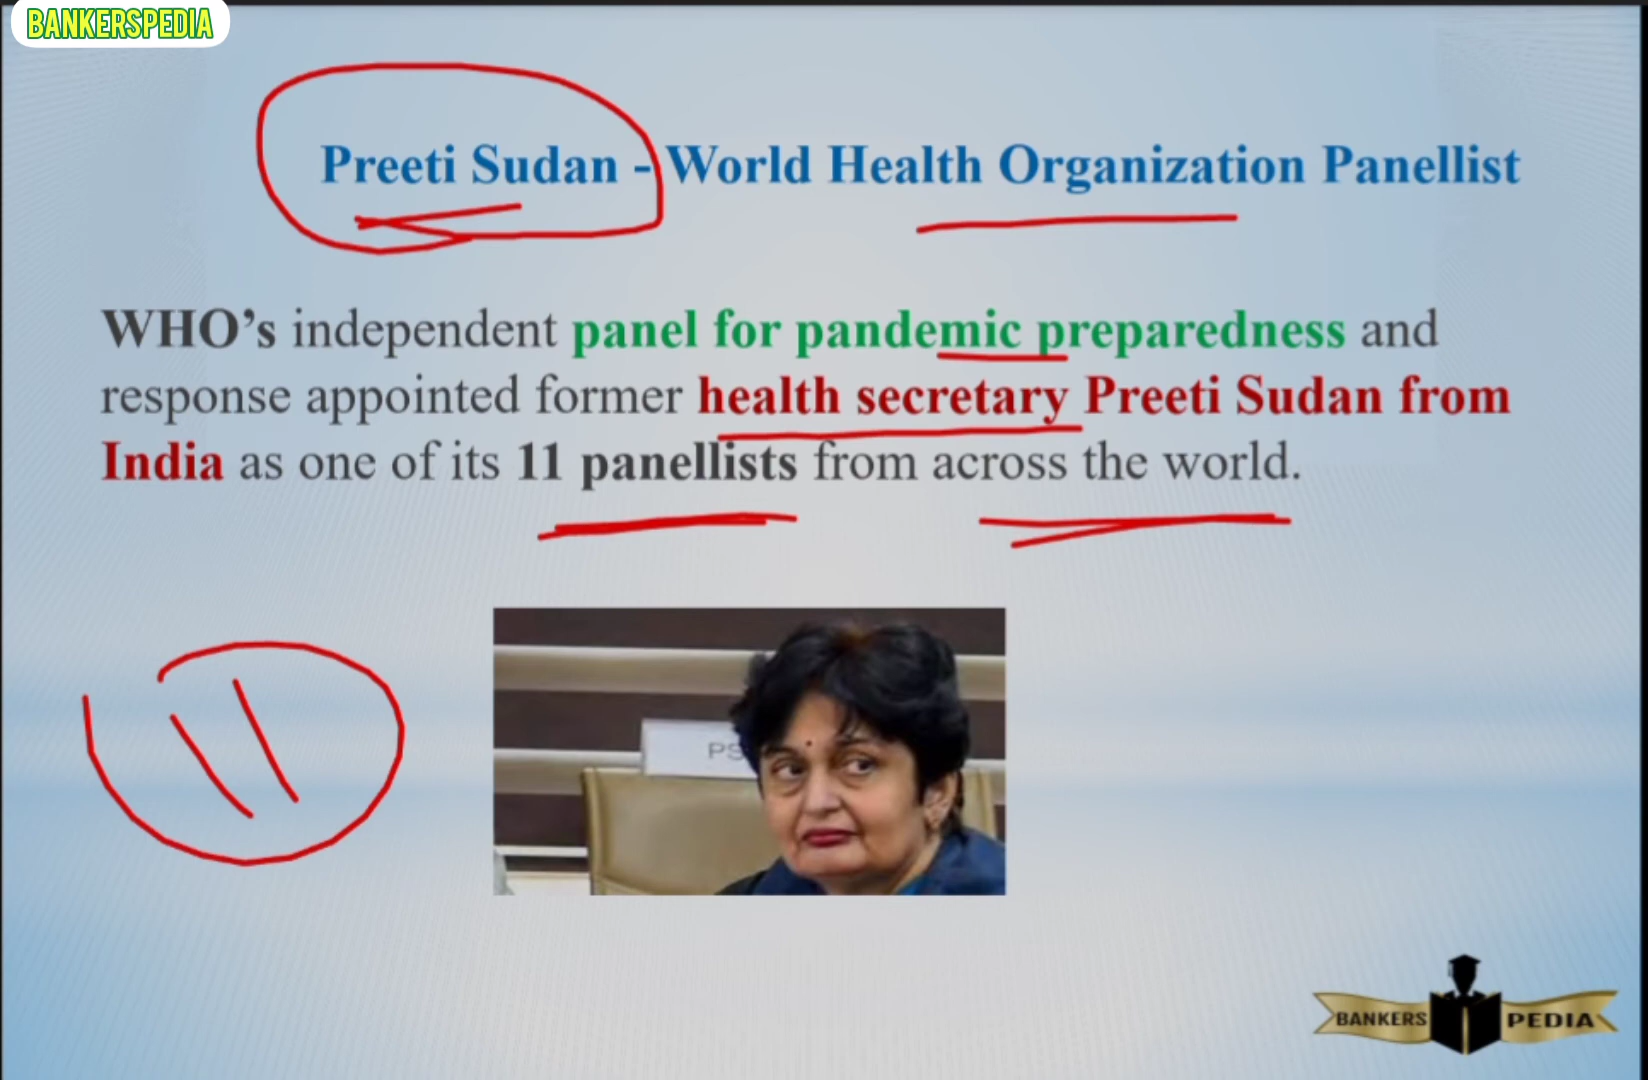 BANKERSPEDIA
Preeti Sudan - World Health Organization Panellist
WHO's independent panel for pandemic preparedness and
response appointed former health secretary Preeti Sudan from
India as one of its 11 panellists from across the world.
11
PS
BANKERS PEDIA